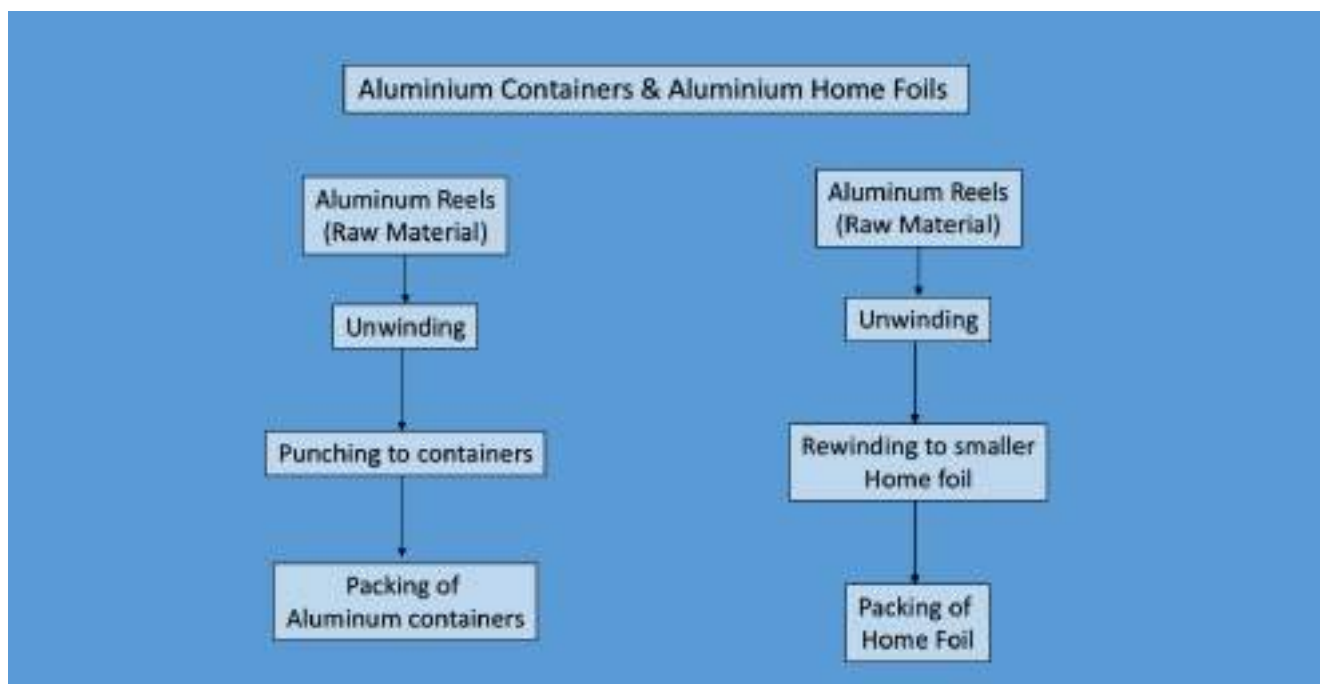 Aluminium Containers & Aluminium Home Foils
Aluminum Reels
(Raw Material)
Unwinding
Punching to containers
Packing of
Aluminum containers
Aluminum Reels
(Raw Material)
Unwinding
Rewinding to smaller
Home foil
Packing of
Home Foil